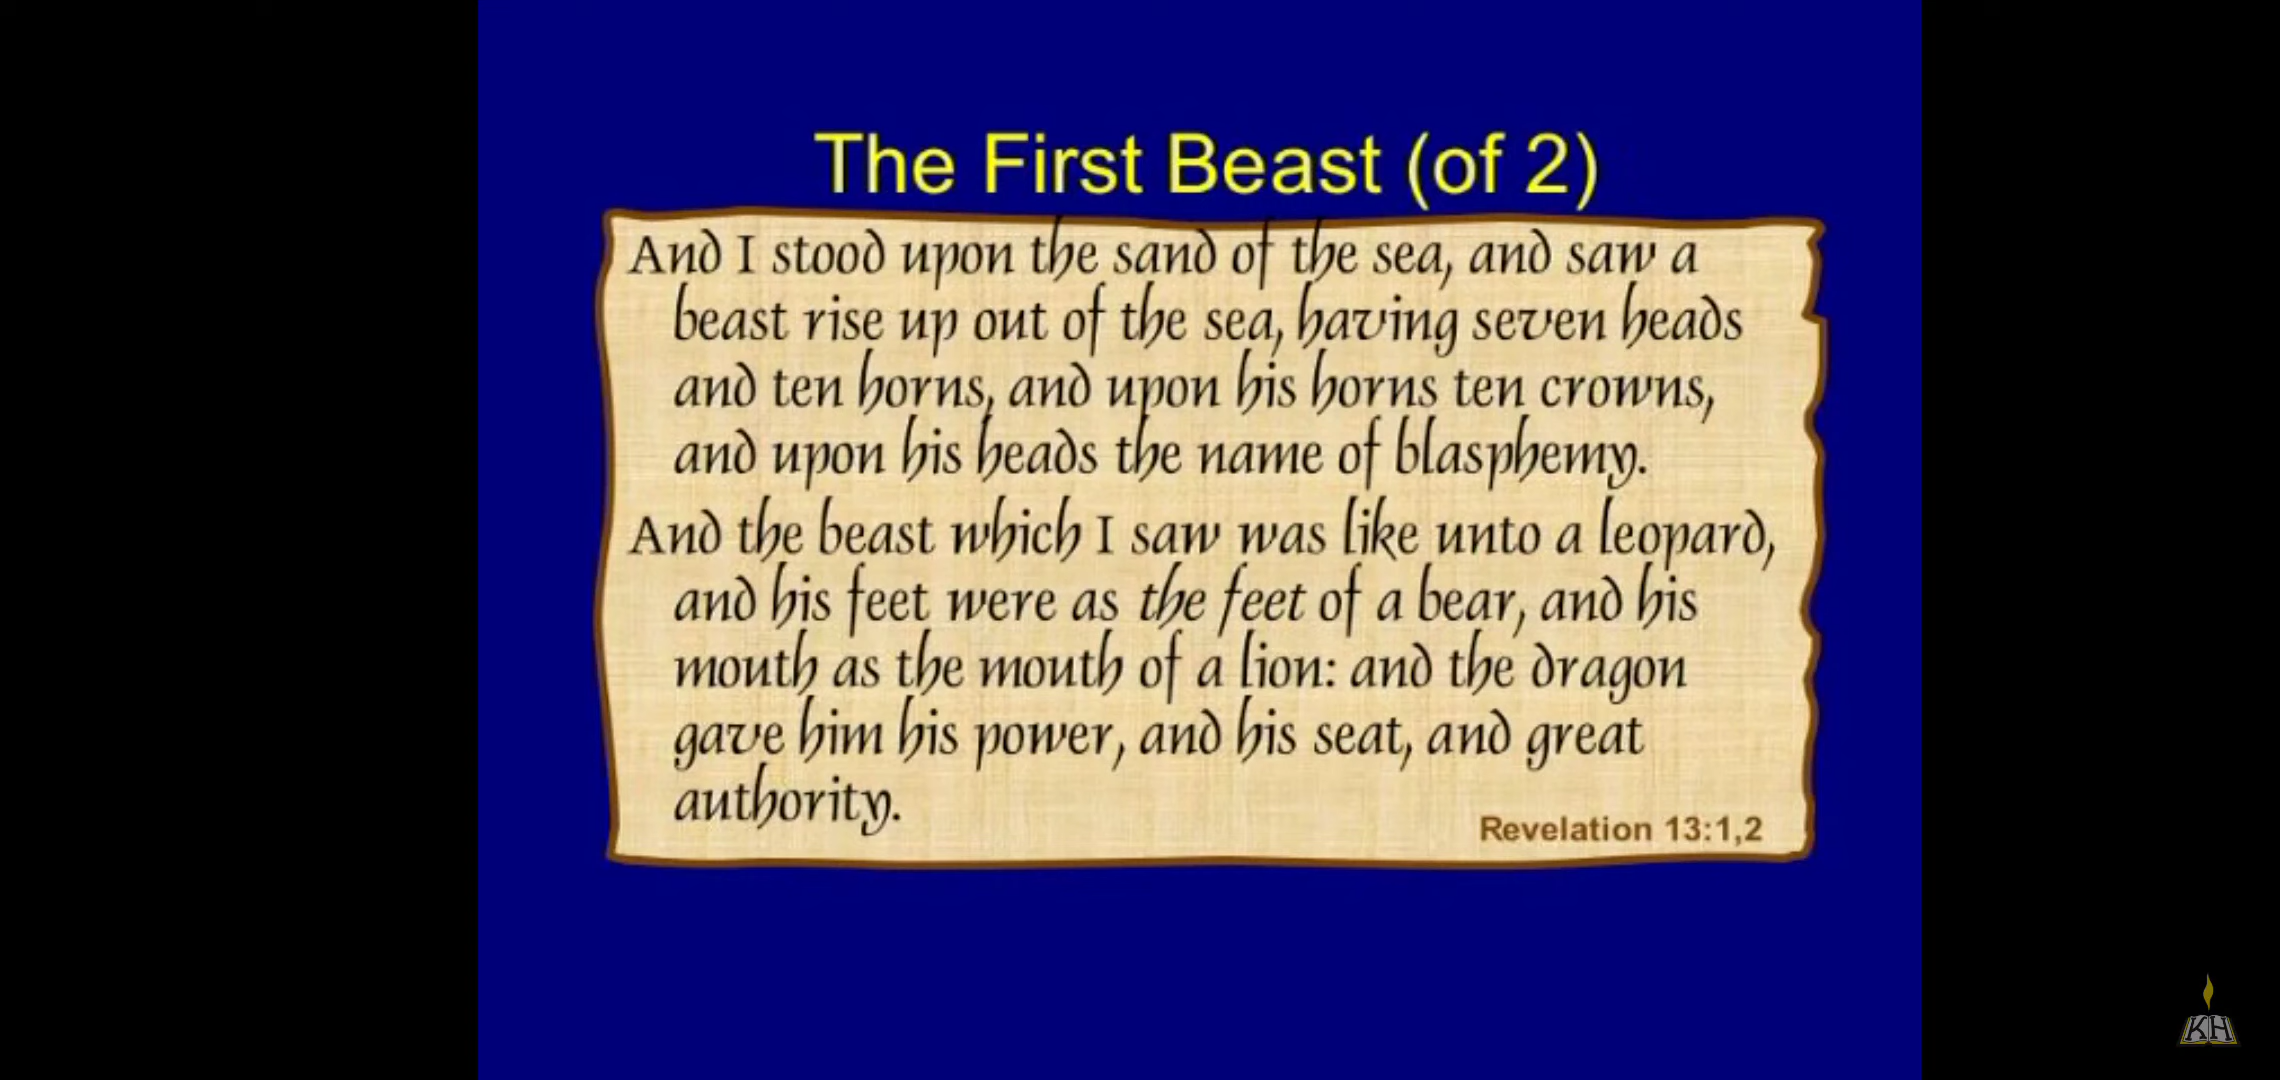 The First Beast (of 2)
And I stood upon the sand of the sea, and saw a
beast rise up out of the sea, having seven heads
and ten horns, and upon his horns ten crowns,
and upon his heads the name of blasphemy.
And the beast which I saw was like unto a leopard,
and his feet were as the feet of a bear, and his
mouth as the mouth of a lion: and the dragon
gave him his power, and his seat, and great
authority.
Revelation 13:1,2
KH